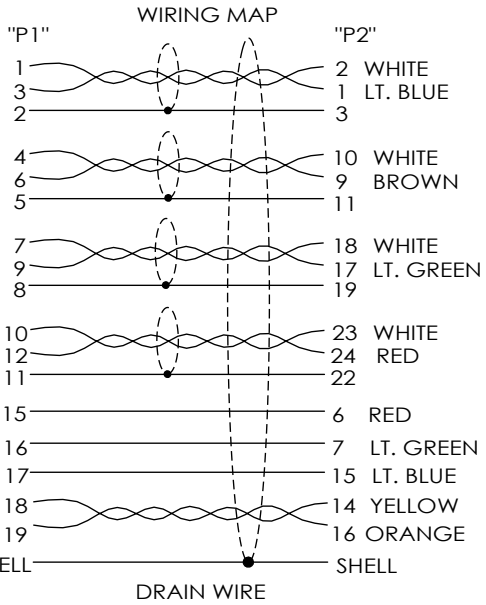 WIRING MAP
"P1" "P2"
1 2 WHITE
3 1 LT. BLUE
2 3
4 10 WHITE
6 9 BROWN
5 11
7 18 WHITE
9 17 LT. GREEN
8 19
10 23 WHITE
12 24 RED
11 22
15 6 RED
16 7 LT. GREEN
17 15 LT. BLUE
18 14 YELLOW
19 16 ORANGE
ELL SHELL
DRAIN WIRE